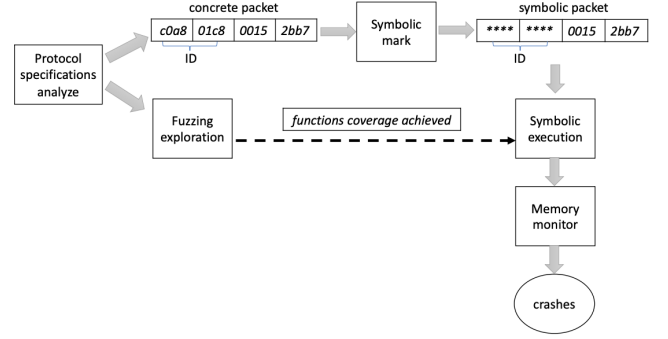 concrete packet
symbolic packet
c0a8 01c8 0015 2bb7
Symbolic
mark
**** **** 0015 2bb7
ID
ID
Protocol
specifications
analyze
Fuzzing
exploration
functions coverage achieved
Symbolic
execution
Memory
monitor
crashes